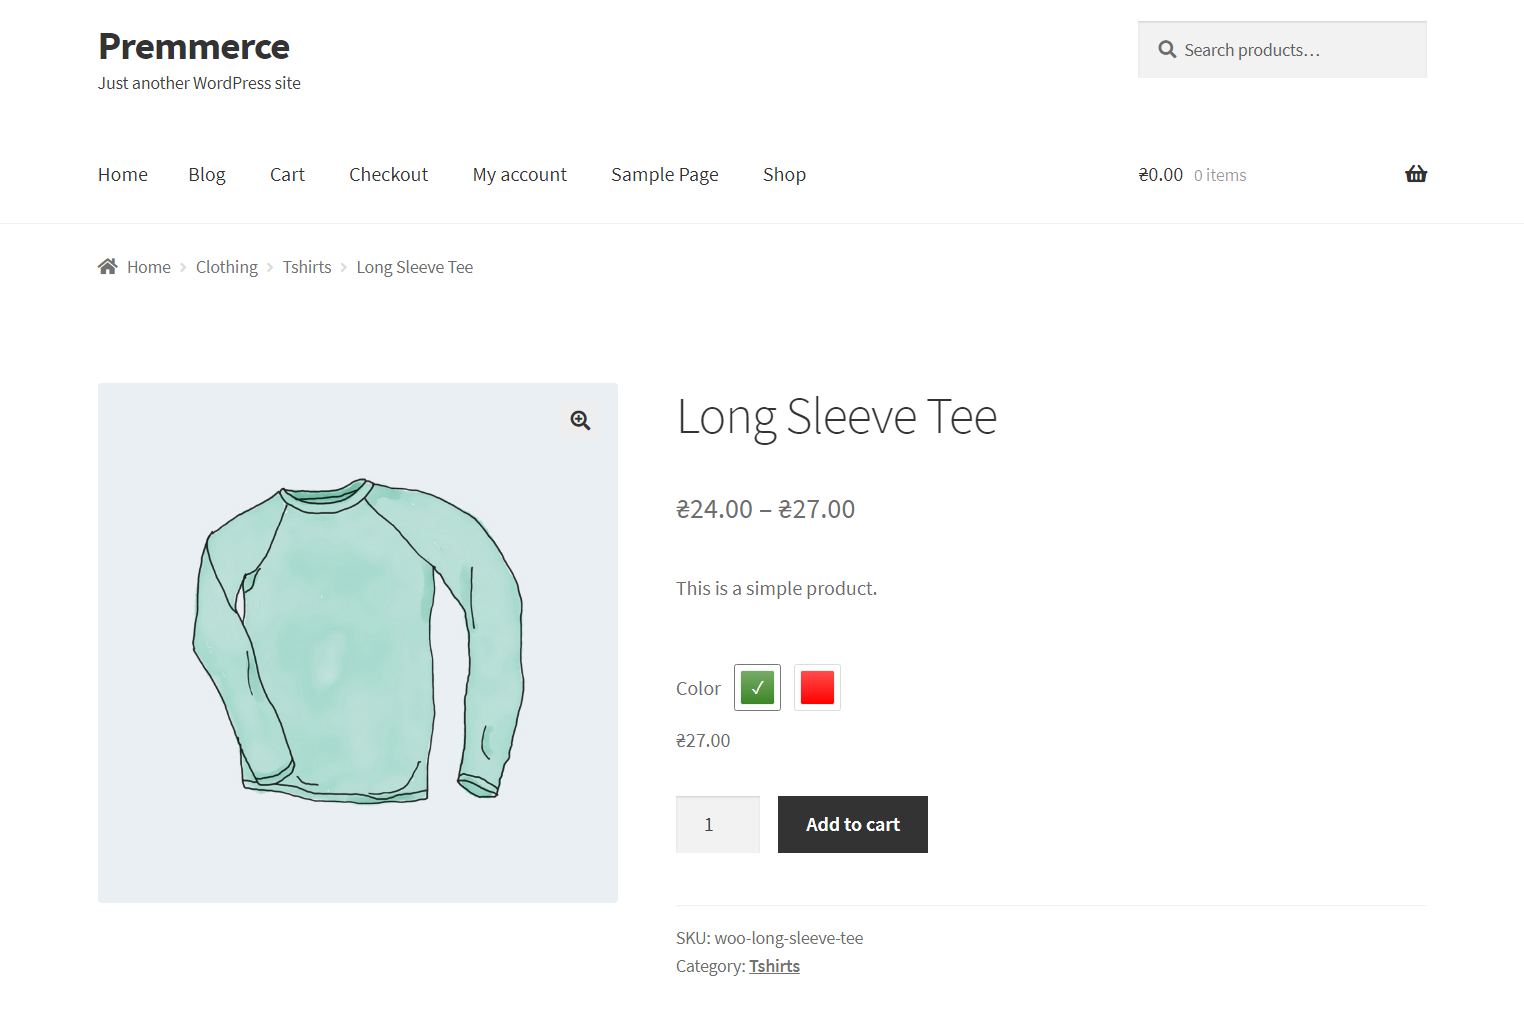 Premmerce
Just another WordPress site
Search products…
Home Blog Cart Checkout My account Sample Page Shop
₴0.00 0 items
Home > Clothing > Tshirts > Long Sleeve Tee
Long Sleeve Tee
₴24.00 – ₴27.00
This is a simple product.
Color ✓
₴27.00
1 Add to cart
SKU: woo-long-sleeve-tee
Category: Tshirts